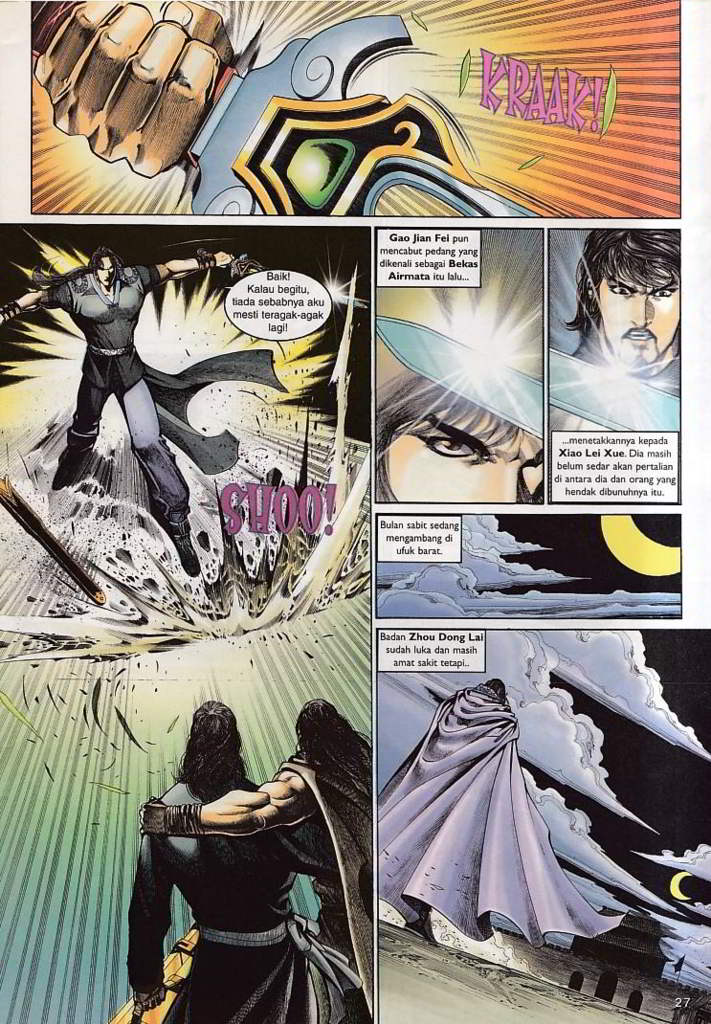 KRAAK!
Baik!
Kalau begitu,
tiada sebabnya aku
mesti teragak-agak
lagi!
SHOO!
Gao Jian Fei pun
mencabut pedang yang
dikenali sebagai Bekas
Airmata itu lalu...
...menetakkannya kepada
Xiao Lei Xue. Dia masih
belum sedar akan pertalian
di antara dia dan orang yang
hendak dibunuhnya itu.
Bulan sabit sedang
mengambang di
ufuk barat.
Badan Zhou Dong Lai
sudah luka dan masih
amat sakit tetapi..
27